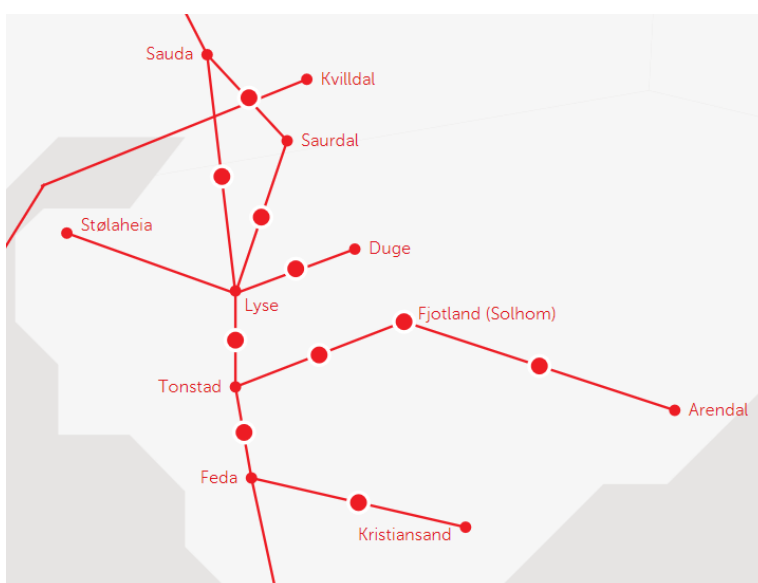 Sauda
Kvilldal
Saurdal
Stølaheia
Duge
Lyse
Fjotland (Solhom)
Tonstad
Arendal
Feda
Kristiansand